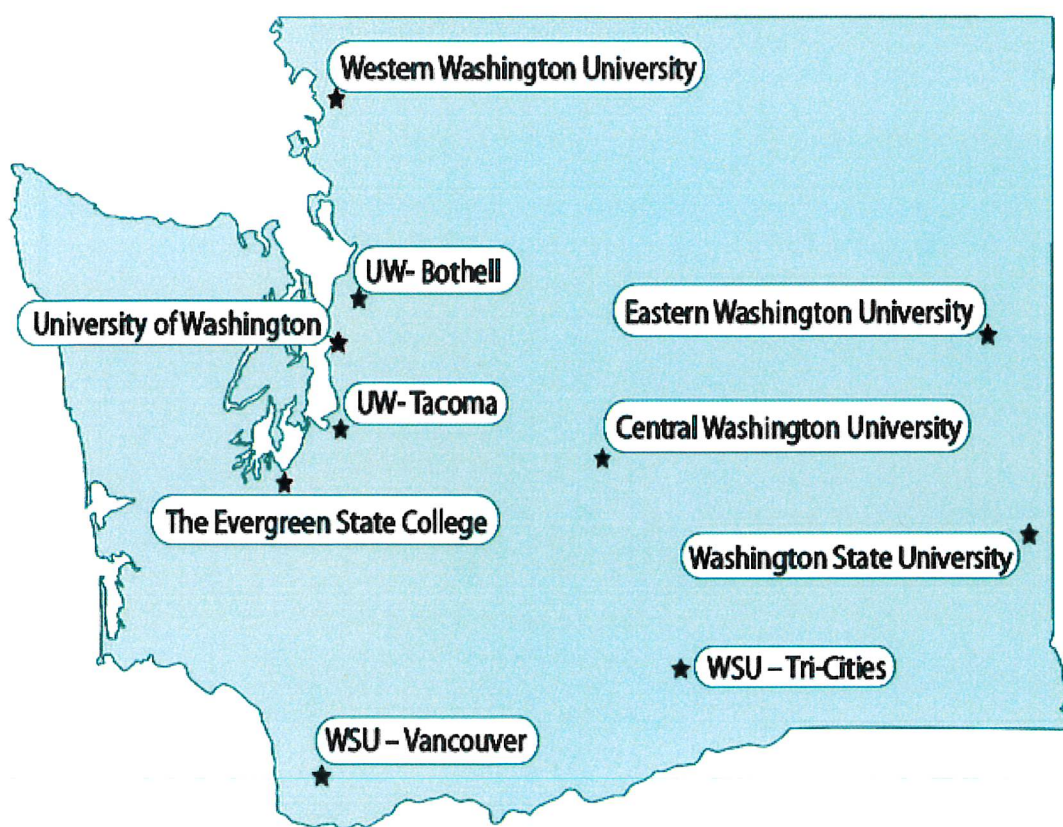 Western Washington University
UW- Bothell
University of Washington
Eastern Washington University
UW- Tacoma
Central Washington University
The Evergreen State College
Washington State University
WSU – Tri-Cities
WSU – Vancouver